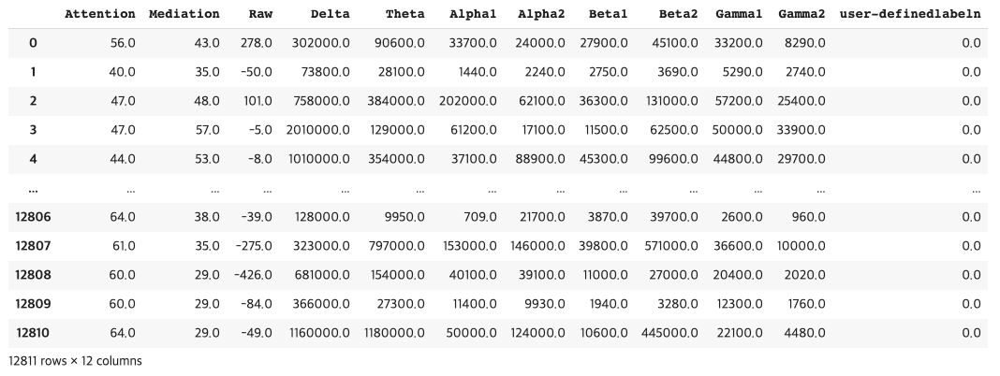 Attention Mediation Raw Delta Theta Alpha1 Alpha2 Beta1 Beta2 Gamma1 Gamma2 user-definedlabeln
0 56.0 43.0 278.0 302000.0 90600.0 33700.0 24000.0 27900.0 45100.0 33200.0 8290.0 0.0
1 40.0 35.0 -50.0 73800.0 28100.0 1440.0 2240.0 2750.0 3690.0 5290.0 2740.0 0.0
2 47.0 48.0 101.0 758000.0 384000.0 202000.0 62100.0 36300.0 131000.0 57200.0 25400.0 0.0
3 47.0 57.0 -5.0 2010000.0 129000.0 61200.0 17100.0 11500.0 62500.0 50000.0 33900.0 0.0
4 44.0 53.0 -8.0 1010000.0 354000.0 37100.0 88900.0 45300.0 99600.0 44800.0 29700.0 0.0
... ... ... ... ... ... ... ... ... ... ... ... ...
12806 64.0 38.0 -39.0 128000.0 9950.0 709.0 21700.0 3870.0 39700.0 2600.0 960.0 0.0
12807 61.0 35.0 -275.0 323000.0 797000.0 153000.0 146000.0 39800.0 571000.0 36600.0 10000.0 0.0
12808 60.0 29.0 -426.0 681000.0 154000.0 40100.0 39100.0 11000.0 27000.0 20400.0 2020.0 0.0
12809 60.0 29.0 -84.0 366000.0 27300.0 11400.0 9930.0 1940.0 3280.0 12300.0 1760.0 0.0
12810 64.0 29.0 -49.0 1160000.0 1180000.0 50000.0 124000.0 10600.0 445000.0 22100.0 4480.0 0.0
12811 rows × 12 columns